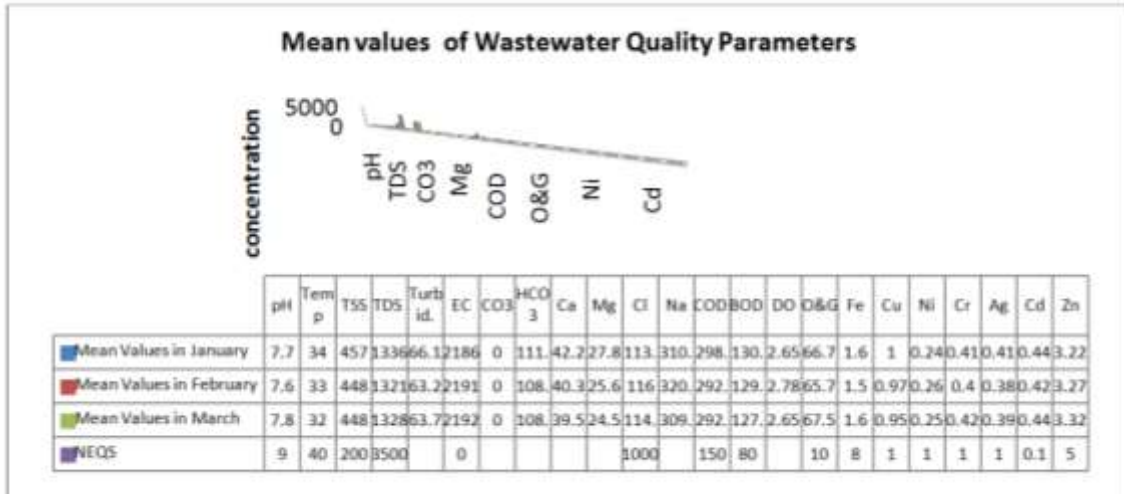 Mean values of Wastewater Quality Parameters
concentration
5000
0
pH
TDS
CO3
Mg
COD
O&G
Ni
Cd
pH Tem p TSS TDS Turb id. EC CO3 HCO 3 Ca Mg Cl Na COD BOD DO O&G Fe Cu Ni Cr Ag Cd Zn
Mean Values in January 7.7 34 457 1336 66.1 2186 0 111. 42.2 27.8 113. 310. 298. 130. 2.65 66.7 1.6 1 0.24 0.41 0.41 0.44 3.22
Mean Values in February 7.6 33 448 1321 63.2 2191 0 108. 40.3 25.6 116 320. 292. 129. 2.78 65.7 1.5 0.97 0.26 0.4 0.38 0.42 3.27
Mean Values in March 7.8 32 448 1328 63.7 2192 0 108. 39.5 24.5 114. 309. 292. 127. 2.65 67.5 1.6 0.95 0.25 0.42 0.39 0.44 3.32
NEQS 9 40 200 3500 0 1000 150 80 10 8 1 1 1 1 0.1 5